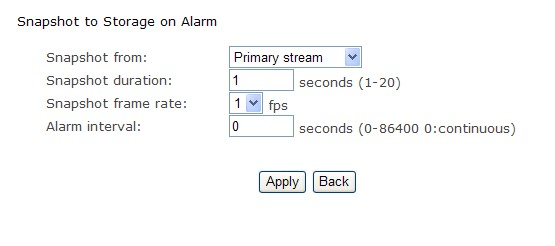 Snapshot to Storage on Alarm
Snapshot from: Primary stream
Snapshot duration: 1 seconds (1-20)
Snapshot frame rate: 1 fps
Alarm interval: 0 seconds (0-86400 0:continuous)
Apply Back